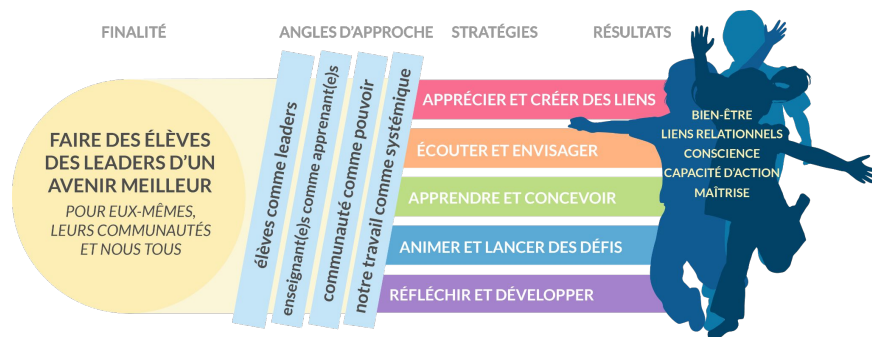 FINALITÉ
ANGLES D'APPROCHE
STRATÉGIES
RÉSULTATS
FAIRE DES ÉLÈVES
DES LEADERS D'UN
AVENIR MEILLEUR
POUR EUX-MÊMES,
LEURS COMMUNAUTÉS
ET NOUS TOUS
élèves comme leaders
enseignant(e)s comme apprenant(e)s
communauté comme pouvoir
notre travail comme systémique
APPRÉCIER ET CRÉER DES LIENS
ÉCOUTER ET ENVISAGER
APPRENDRE ET CONCEVOIR
ANIMER ET LANCER DES DÉFIS
RÉFLÉCHIR ET DÉVELOPPER
BIEN-ÊTRE
LIENS RELATIONNELS
CONSCIENCE
CAPACITÉ D'ACTION
MAÎTRISE